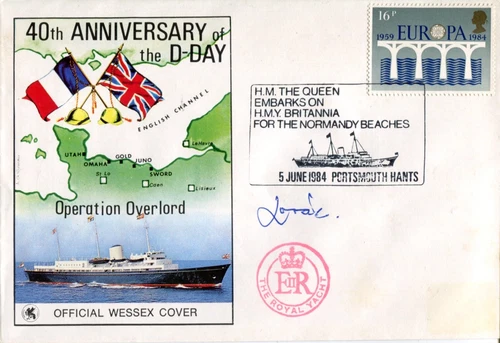 40th ANNIVERSARY of
the D-DAY
ENGLISH CHANNEL
Le Havre
UTAH
OMAHA
GOLD
JUNO
SWORD
St Lo
Caen
Lisieux
Operation Overlord
OFFICIAL WESSEX COVER
16P
EUROPA
1959
1984
H.M. THE QUEEN
EMBARKS ON
H.M.Y. BRITANNIA
FOR THE NORMANDY BEACHES
5 JUNE 1984 PORTSMOUTH HANTS
EIIR
THE ROYAL YACHT